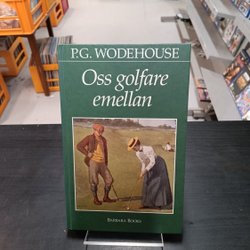 P.G. WODEHOUSE
Oss golfare
emellan
BARBARA BOOKS